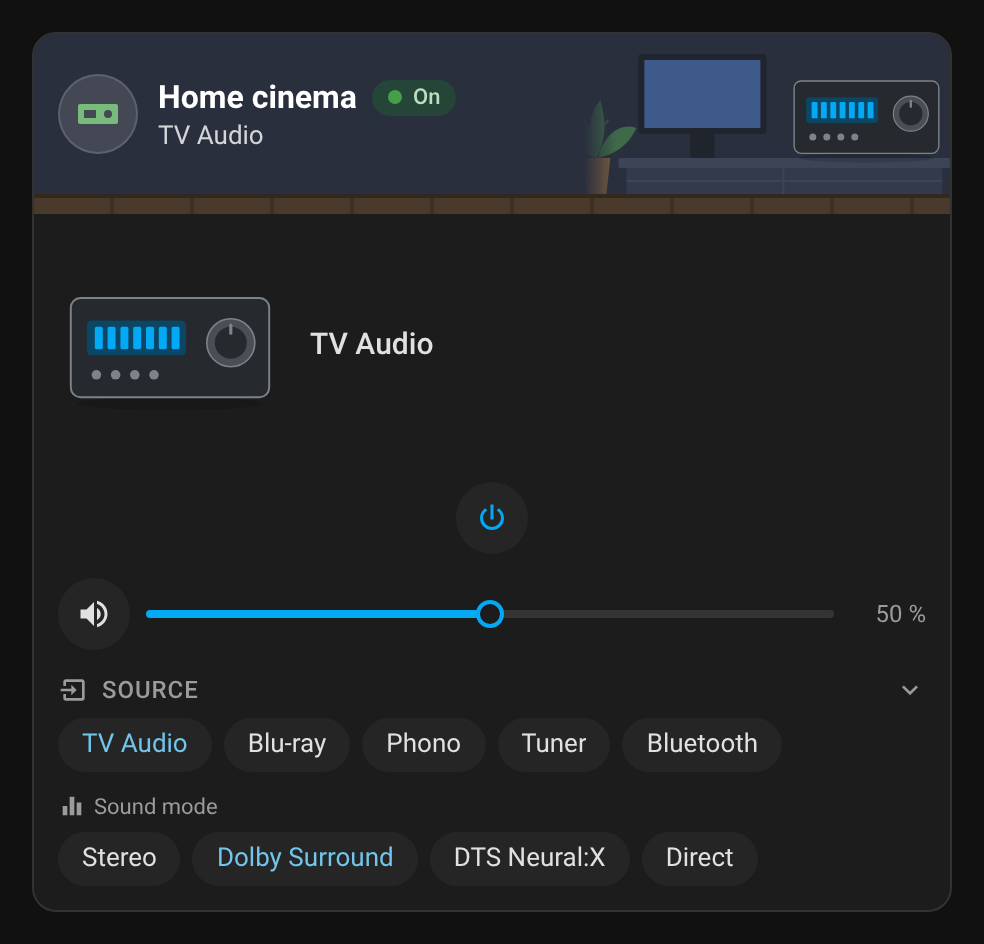 Home cinema On
TV Audio
TV Audio
50 %
SOURCE
TV Audio Blu-ray Phono Tuner Bluetooth
Sound mode
Stereo Dolby Surround DTS Neural:X Direct